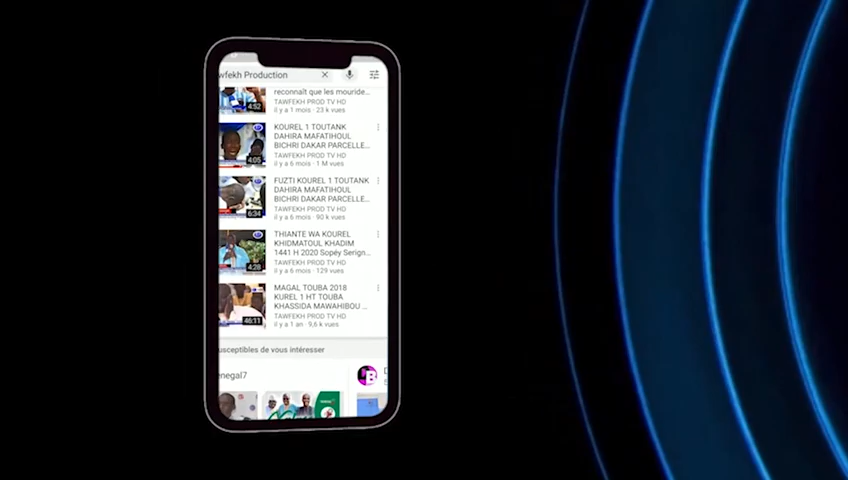 wfekh Production
reconnaît que les mouride...
4:52
TAWFEKH PROD TV HD
il y a 1 mois · 23 k vues
KOUREL 1 TOUTANK
DAHIRA MAFATIHOUL
BICHRI DAKAR PARCELLE...
4:05
TAWFEKH PROD TV HD
il y a 6 mois · 1 M vues
FUZTI KOUREL 1 TOUTANK
DAHIRA MAFATIHOUL
BICHRI DAKAR PARCELLE...
6:34
TAWFEKH PROD TV HD
il y a 6 mois · 90 k vues
THIANTE WA KOUREL
KHIDMATOUL KHADIM
1441 H 2020 Sopéy Serign...
4:28
TAWFEKH PROD TV HD
il y a 6 mois · 129 vues
MAGAL TOUBA 2018
KUREL 1 HT TOUBA
KHASSIDA MAWAHIBOU ...
46:11
TAWFEKH PROD TV HD
il y a 1 an · 9,6 k vues
usceptibles de vous intéresser
enegal7
B